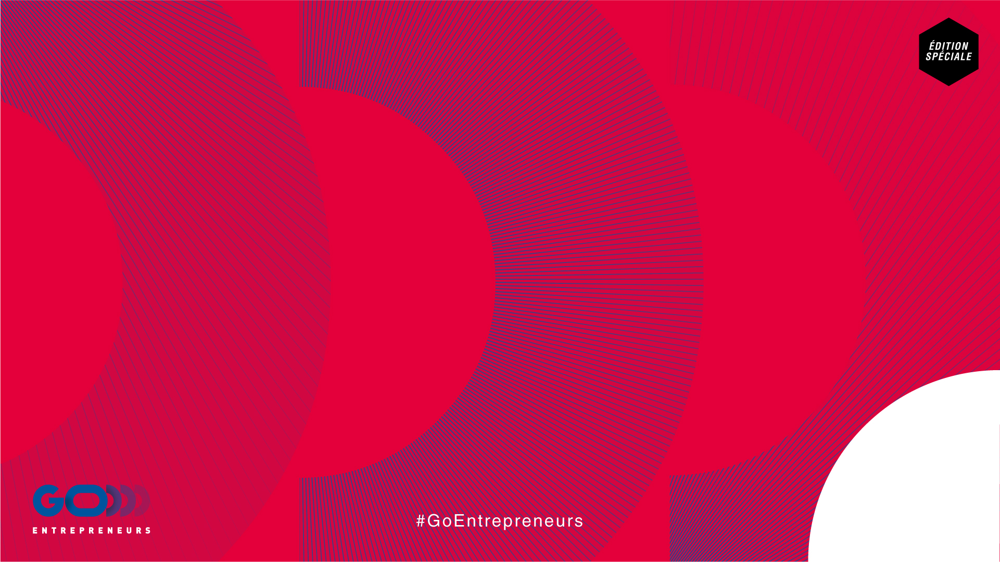 ÉDITION
SPÉCIALE
#GoEntrepreneurs
GO
ENTREPRENEURS